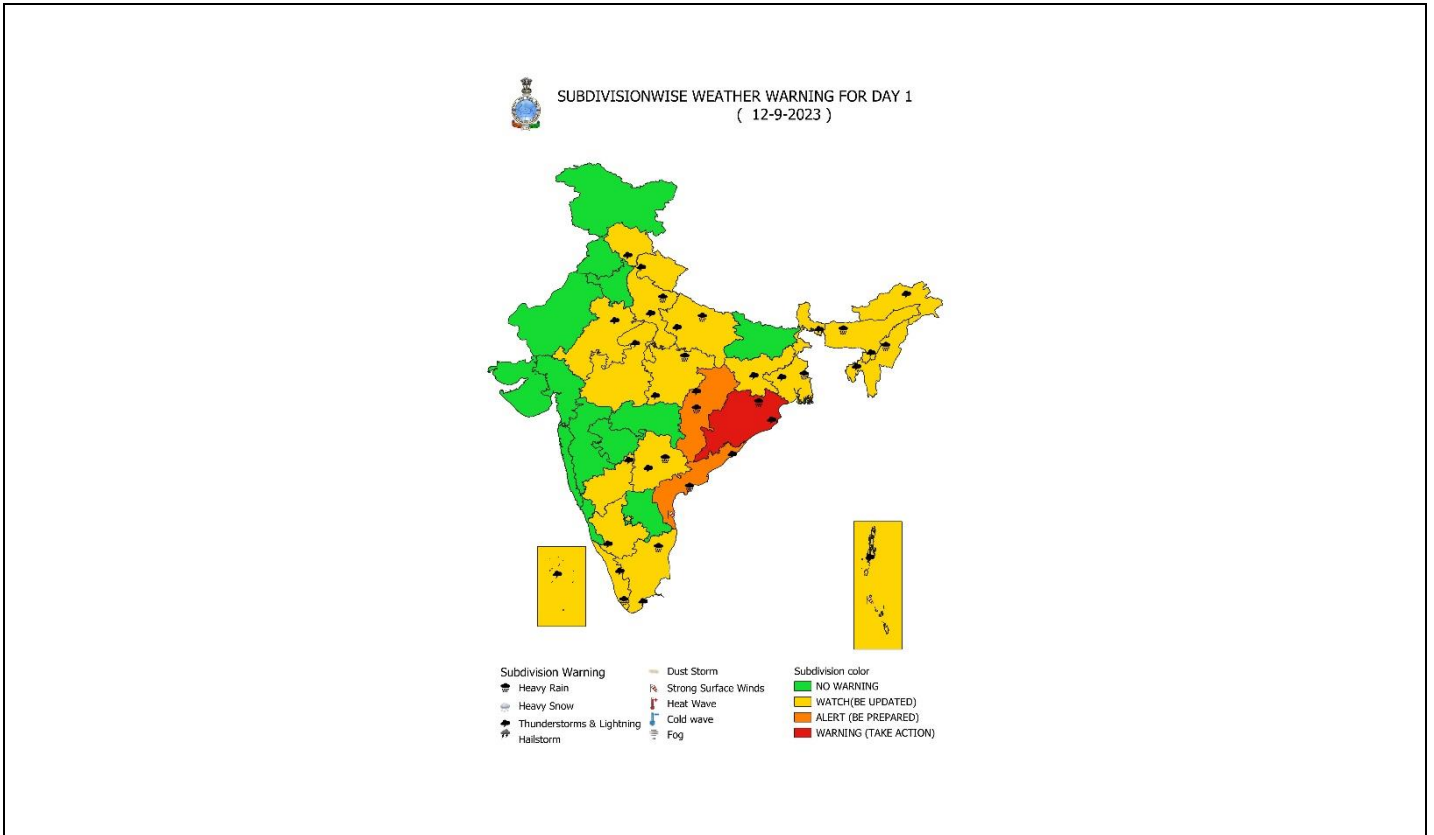 SUBDIVISIONWISE WEATHER WARNING FOR DAY 1
( 12-9-2023 )
Subdivision Warning
Heavy Rain
Heavy Snow
Thunderstorms & Lightning
Hailstorm
Dust Storm
Strong Surface Winds
Heat Wave
Cold wave
Fog
Subdivision color
NO WARNING
WATCH(BE UPDATED)
ALERT (BE PREPARED)
WARNING (TAKE ACTION)